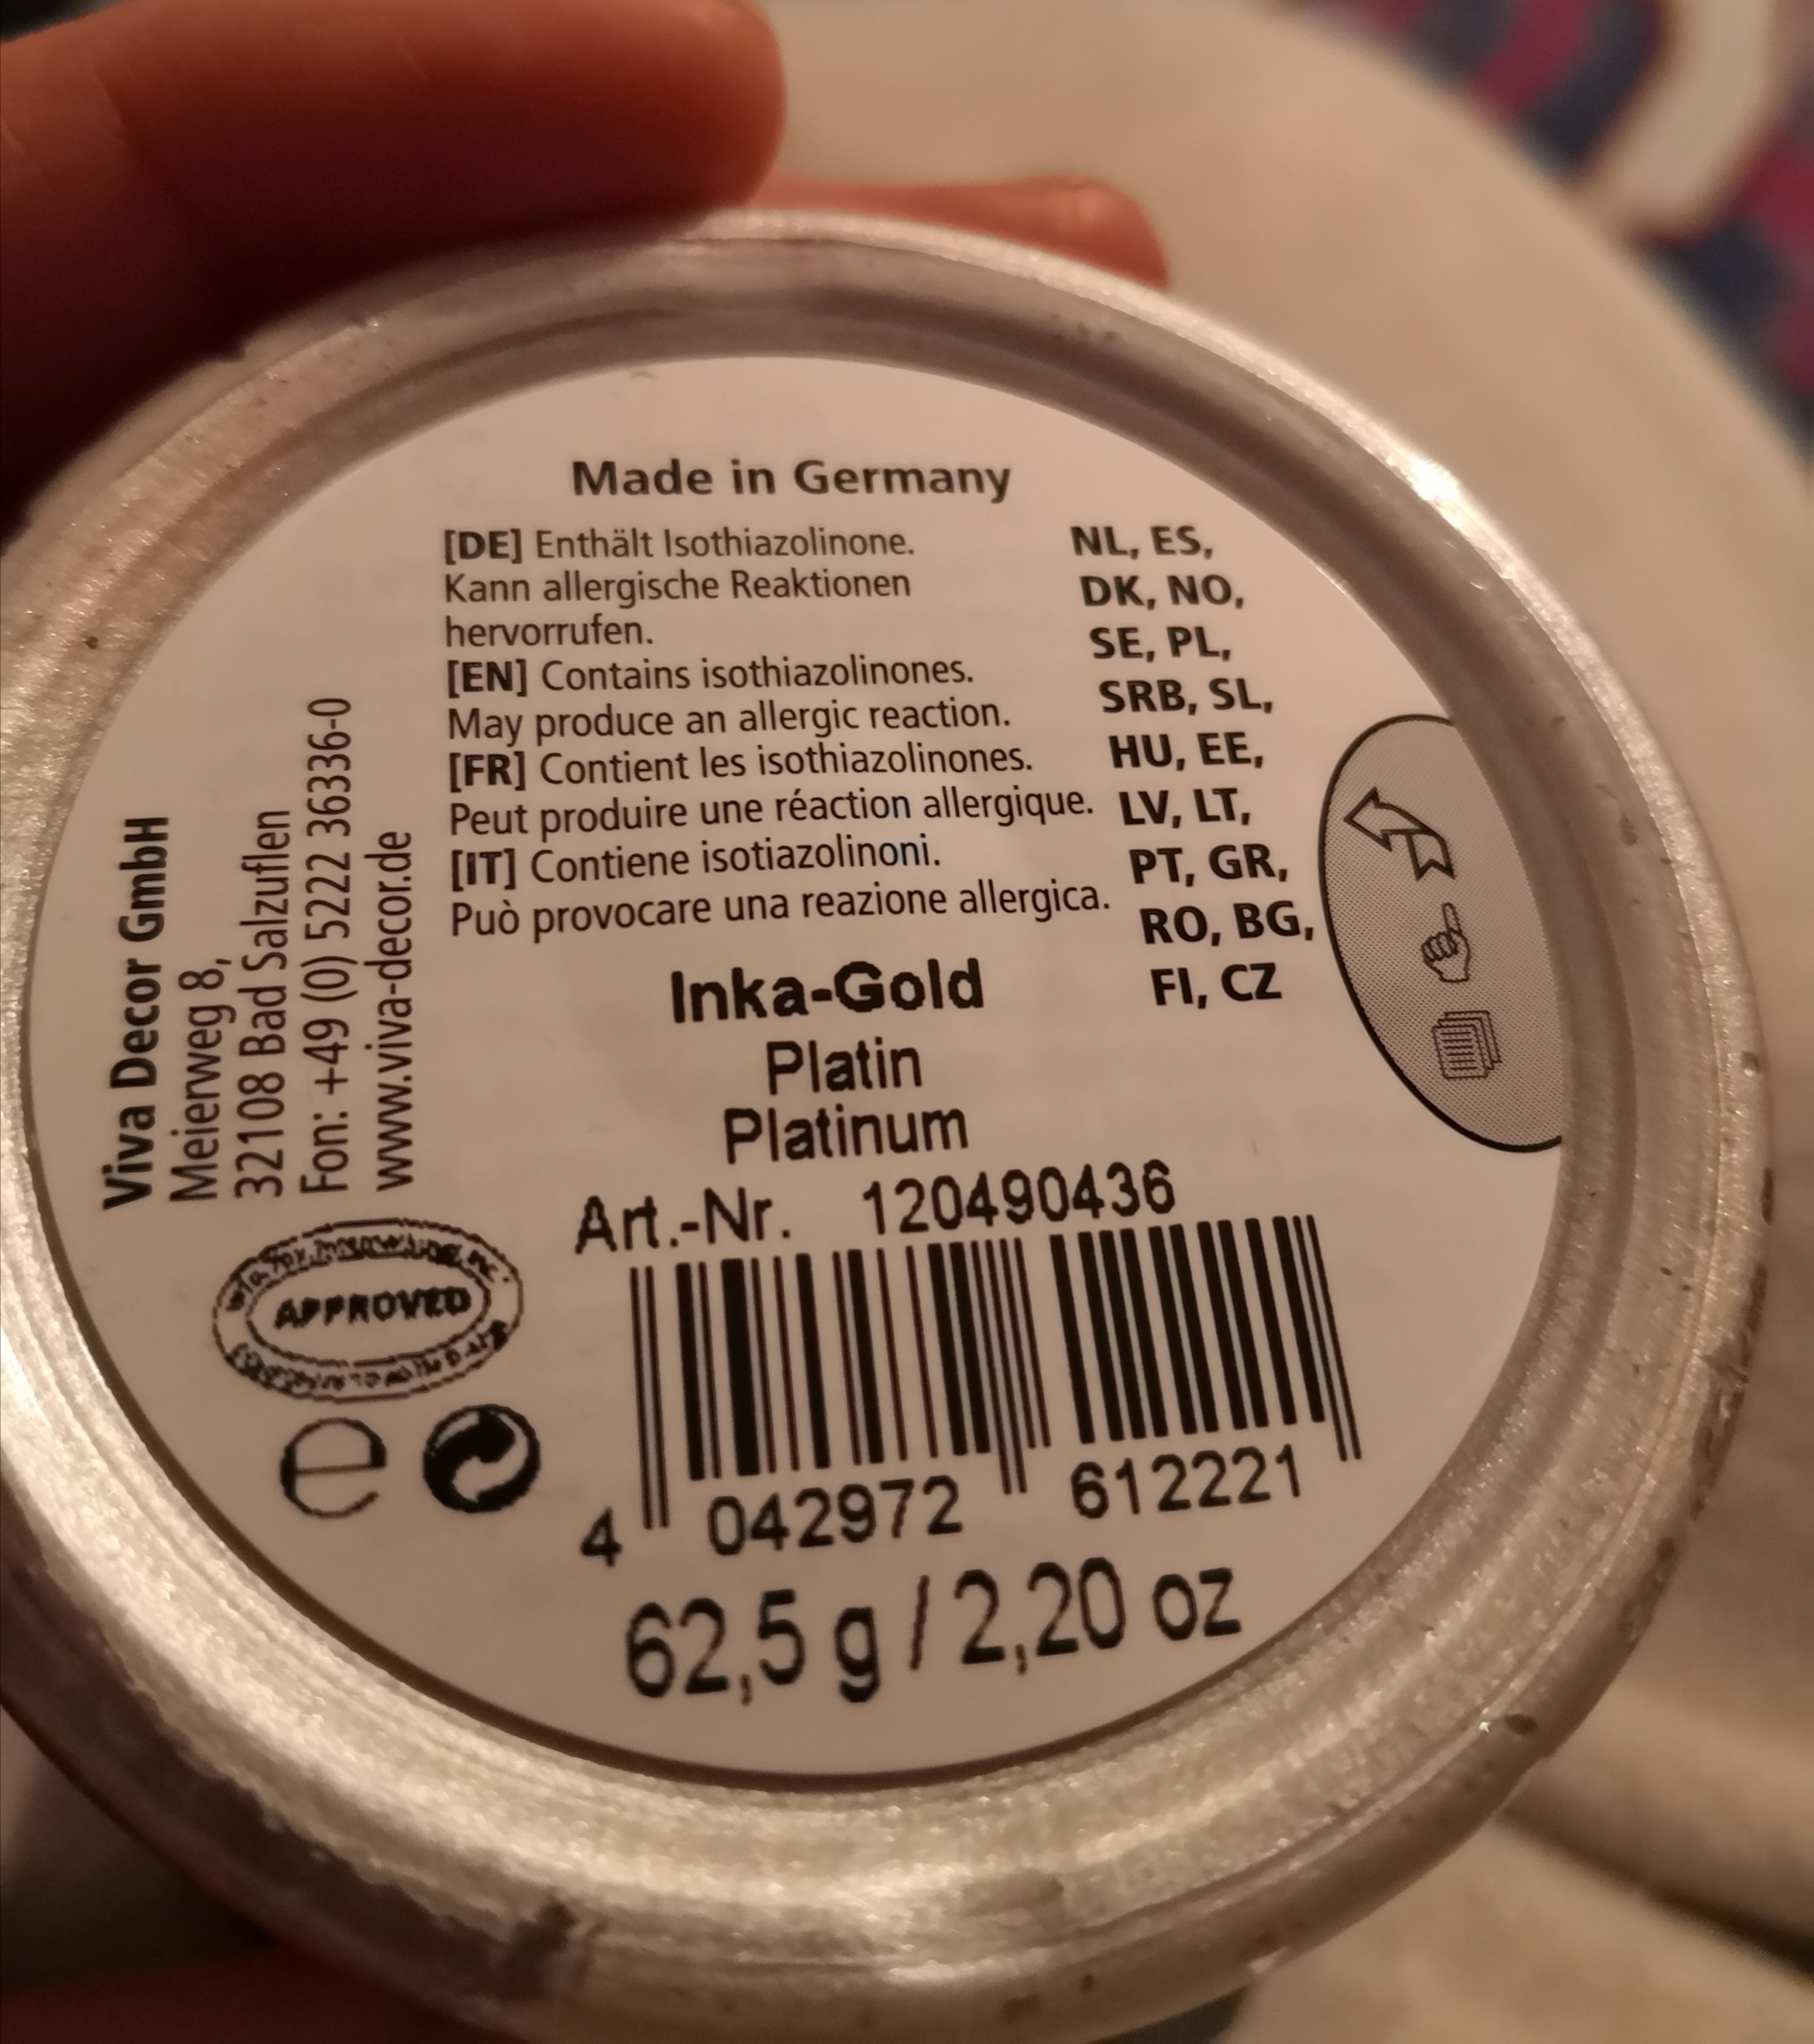 Made in Germany
[DE] Enthält Isothiazolinone.
Kann allergische Reaktionen
hervorrufen.
[EN] Contains isothiazolinones.
May produce an allergic reaction.
[FR] Contient les isothiazolinones.
Peut produire une réaction allergique.
[IT] Contiene isotiazolinoni.
Può provocare una reazione allergica.
NL, ES,
DK, NO,
SE, PL,
SRB, SL,
HU, EE,
LV, LT,
PT, GR,
RO, BG,
FI, CZ
Viva Decor GmbH
Meierweg 8,
32108 Bad Salzuflen
Fon: +49 (0) 5222 36336-0
www.viva-decor.de
Inka-Gold
Platin
Platinum
Art.-Nr. 120490436
APPROVED
e
4 042972 612221
62,5 g / 2,20 oz